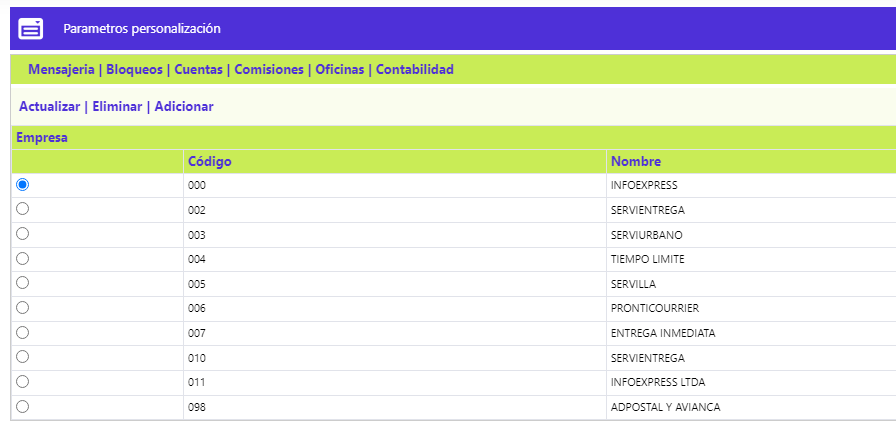 Parametros personalización
Mensajeria | Bloqueos | Cuentas | Comisiones | Oficinas | Contabilidad
Actualizar | Eliminar | Adicionar
Empresa
Código Nombre
000 INFOEXPRESS
002 SERVIENTREGA
003 SERVIURBANO
004 TIEMPO LIMITE
005 SERVILLA
006 PRONTICOURRIER
007 ENTREGA INMEDIATA
010 SERVIENTREGA
011 INFOEXPRESS LTDA
098 ADPOSTAL Y AVIANCA